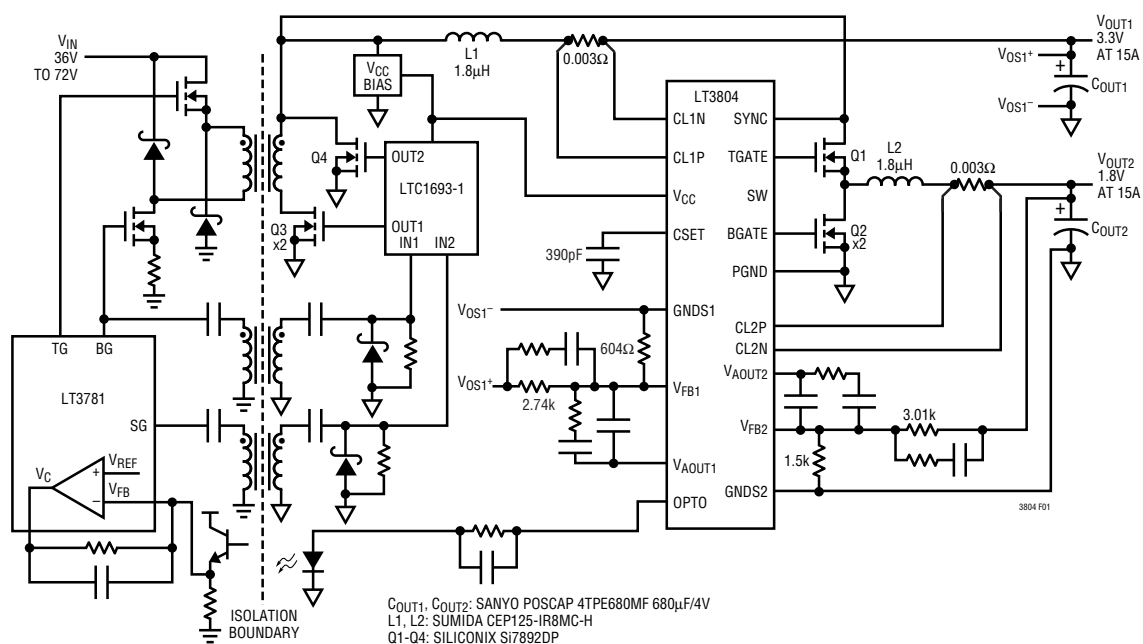 VIN
36V
TO 72V
VCC
BIAS
L1
1.8µH
0.003Ω
VOUT1
3.3V
AT 15A
VOS1+
COUT1
VOS1–
+
LT3804
CL1N
SYNC
CL1P
TGATE
VCC
SW
CSET
BGATE
PGND
GNDS1
CL2P
CL2N
VFB1
VAOUT2
VFB2
VAOUT1
GNDS2
OPTO
Q1
L2
1.8µH
0.003Ω
VOUT2
1.8V
AT 15A
+
COUT2
Q2
x2
Q4
OUT2
LTC1693-1
OUT1
IN1
IN2
Q3
x2
390pF
VOS1–
604Ω
VOS1+
2.74k
3.01k
1.5k
TG
BG
LT3781
SG
VC
VREF
+
VFB
–
ISOLATION
BOUNDARY
3804 F01
COUT1, COUT2: SANYO POSCAP 4TPE680MF 680µF/4V
L1, L2: SUMIDA CEP125-IR8MC-H
Q1-Q4: SILICONIX Si7892DP